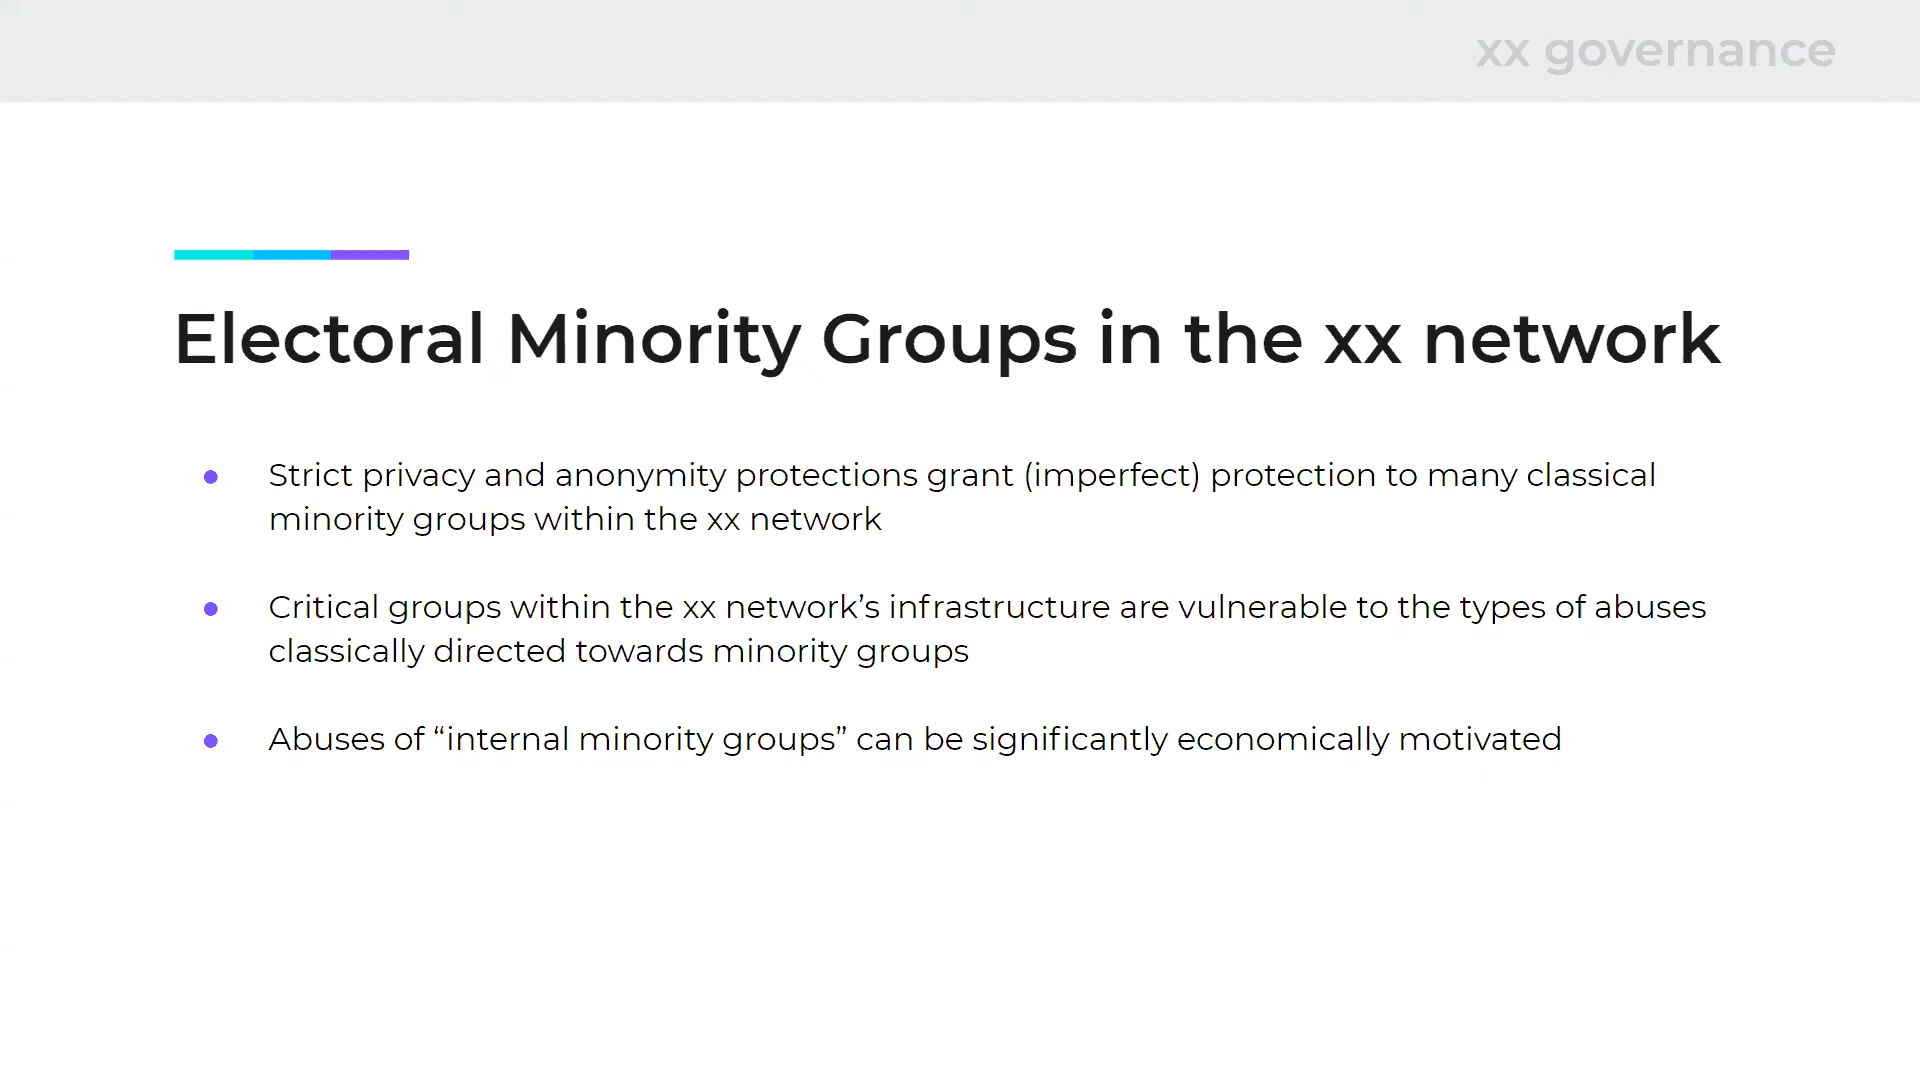 xx governance
Electoral Minority Groups in the xx network
● Strict privacy and anonymity protections grant (imperfect) protection to many classical
minority groups within the xx network
● Critical groups within the xx network’s infrastructure are vulnerable to the types of abuses
classically directed towards minority groups
● Abuses of “internal minority groups” can be significantly economically motivated